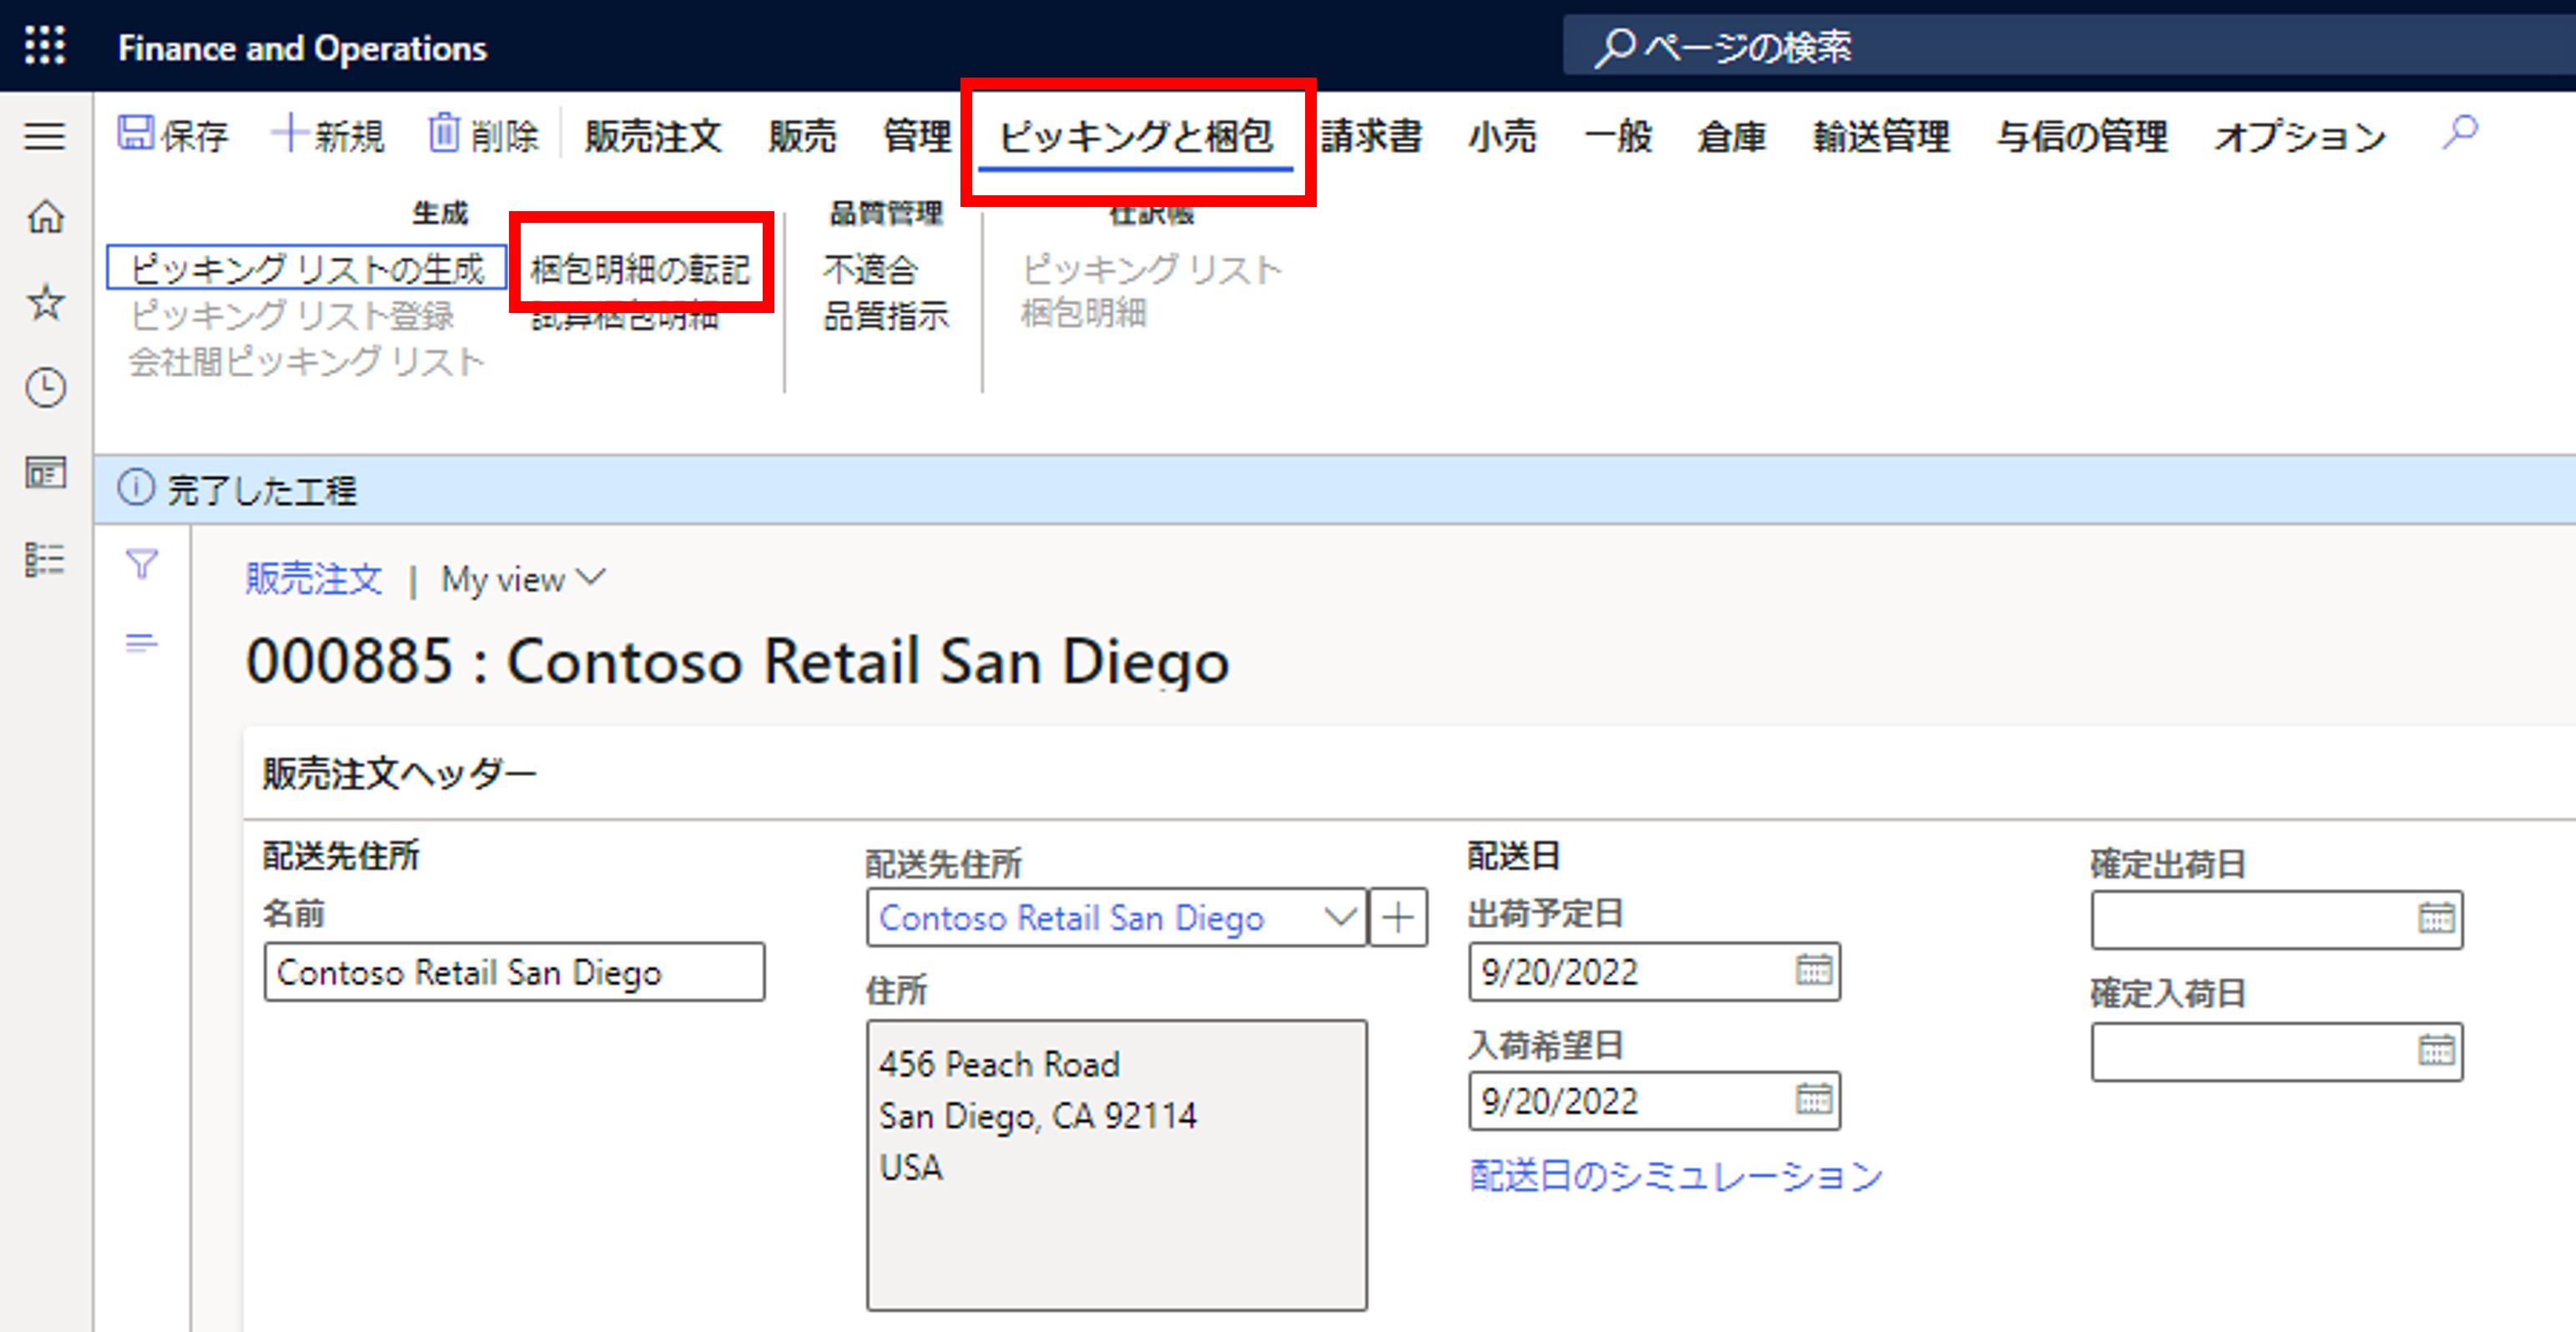 Finance and Operations
ページの検索
保存 新規 削除 販売注文 販売 管理 ピッキングと梱包 請求書 小売 一般 倉庫 輸送管理 与信の管理 オプション
生成 品質管理 仕訳帳
ピッキング リストの生成 梱包明細の転記 不適合 ピッキング リスト
ピッキング リスト登録 試算梱包明細 品質指示 梱包明細
会社間ピッキング リスト
完了した工程
販売注文 | My view
000885 : Contoso Retail San Diego
販売注文ヘッダー
配送先住所
名前
Contoso Retail San Diego
配送先住所
Contoso Retail San Diego
住所
456 Peach Road
San Diego, CA 92114
USA
配送日
出荷予定日
9/20/2022
入荷希望日
9/20/2022
配送日のシミュレーション
確定出荷日
確定入荷日